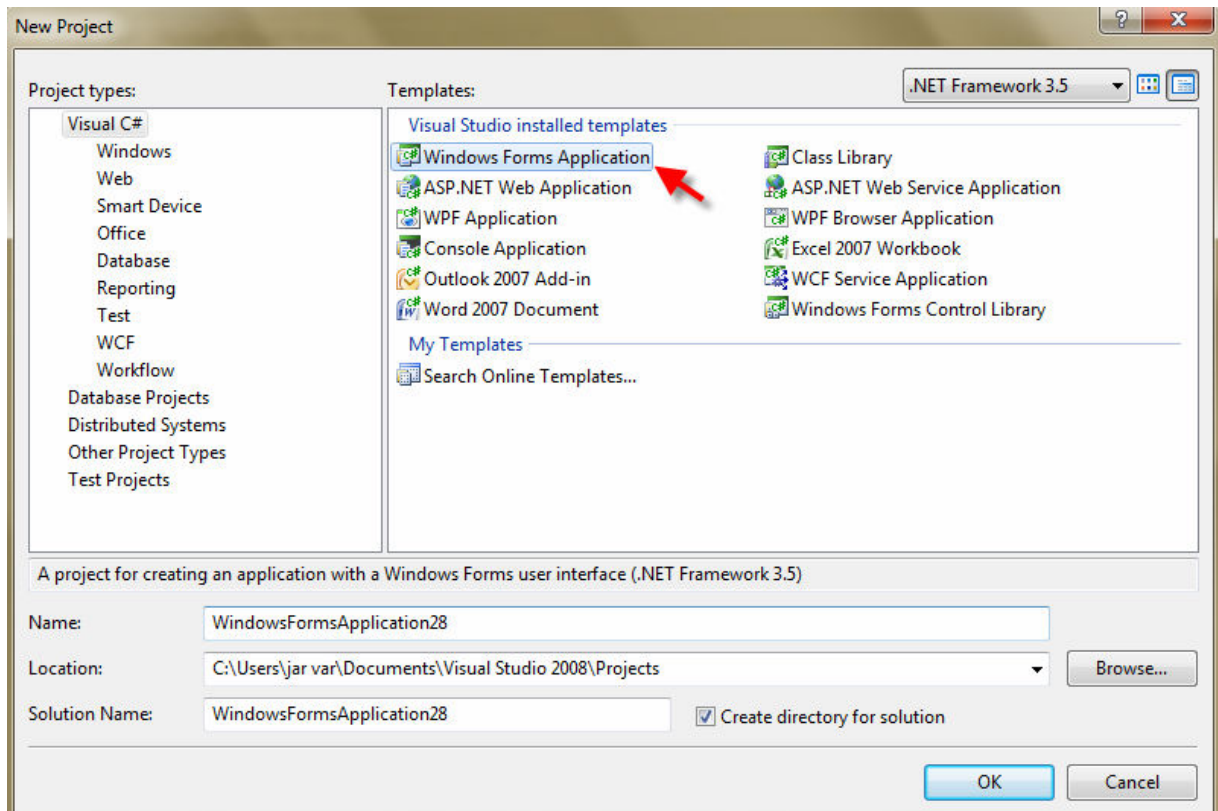 New Project
Project types:
Templates:
.NET Framework 3.5
Visual C#
Windows
Web
Smart Device
Office
Database
Reporting
Test
WCF
Workflow
Database Projects
Distributed Systems
Other Project Types
Test Projects
Visual Studio installed templates
Windows Forms Application
Class Library
ASP.NET Web Application
ASP.NET Web Service Application
WPF Application
WPF Browser Application
Console Application
Excel 2007 Workbook
Outlook 2007 Add-in
WCF Service Application
Word 2007 Document
Windows Forms Control Library
My Templates
Search Online Templates...
A project for creating an application with a Windows Forms user interface (.NET Framework 3.5)
Name:
WindowsFormsApplication28
Location:
C:\Users\jar var\Documents\Visual Studio 2008\Projects
Browse...
Solution Name:
WindowsFormsApplication28
Create directory for solution
OK
Cancel